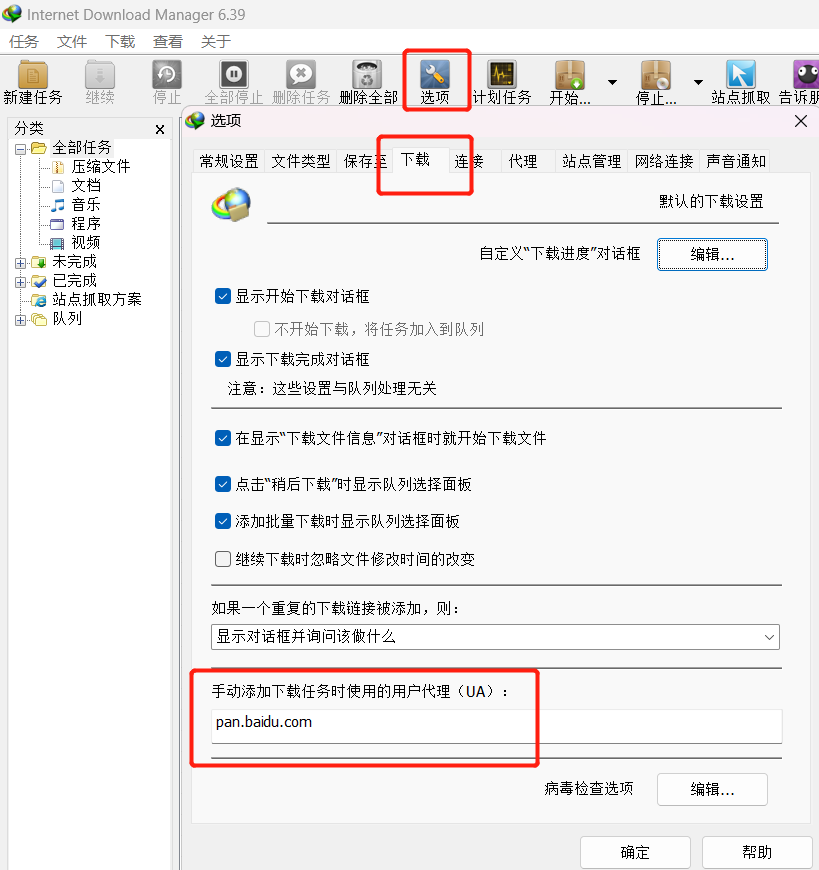 Internet Download Manager 6.39
任务 文件 下载 查看 关于
新建任务 继续 停止 全部停止 删除任务 删除全部 选项 计划任务 开始... 停止... 站点抓取 告诉朋
分类
选项
全部任务
压缩文件
文档
音乐
程序
视频
未完成
已完成
站点抓取方案
队列
常规设置 文件类型 保存至 下载 连接 代理 站点管理 网络连接 声音通知
默认的下载设置
自定义“下载进度”对话框 编辑...
显示开始下载对话框
不开始下载，将任务加入到队列
显示下载完成对话框
注意：这些设置与队列处理无关
在显示“下载文件信息”对话框时就开始下载文件
点击“稍后下载”时显示队列选择面板
添加批量下载时显示队列选择面板
继续下载时忽略文件修改时间的改变
如果一个重复的下载链接被添加，则：
显示对话框并询问该做什么
手动添加下载任务时使用的用户代理（UA）：
pan.baidu.com
病毒检查选项 编辑...
确定 帮助